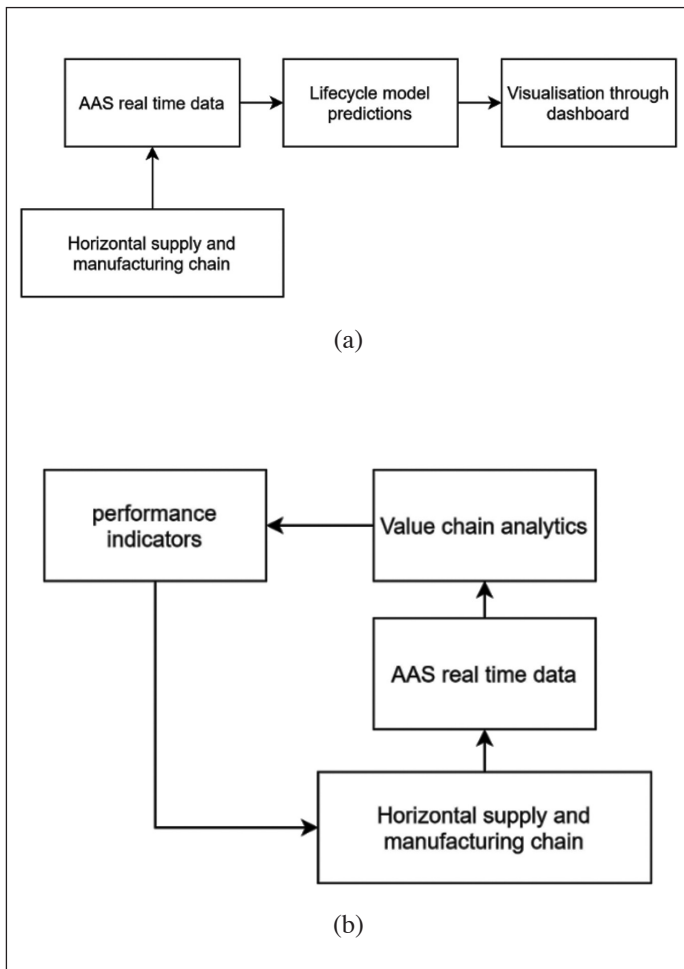 AAS real time data
Lifecycle model
predictions
Visualisation through
dashboard
Horizontal supply and
manufacturing chain
(a)
performance
indicators
Value chain analytics
AAS real time data
Horizontal supply and
manufacturing chain
(b)